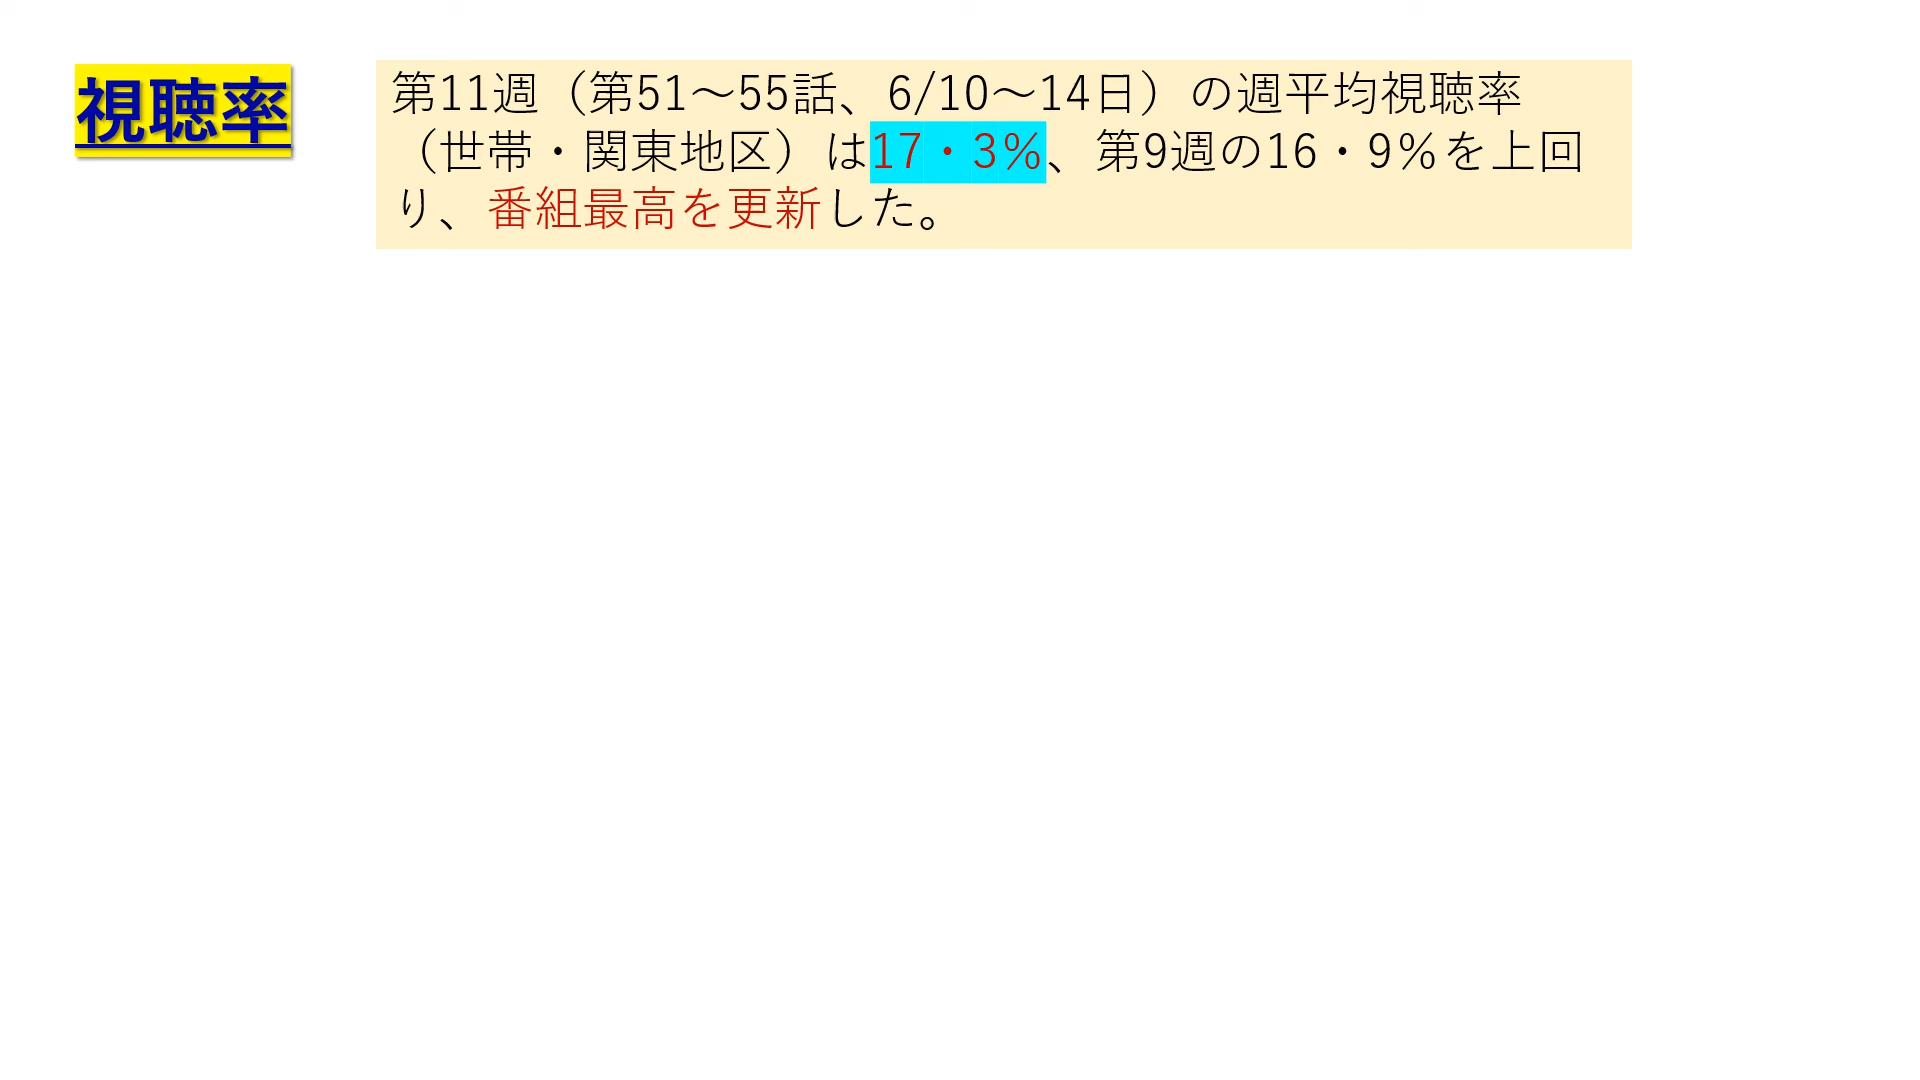 視聴率
第11週（第51～55話、6/10～14日）の週平均視聴率
（世帯・関東地区）は17・3％、第9週の16・9％を上回
り、番組最高を更新した。